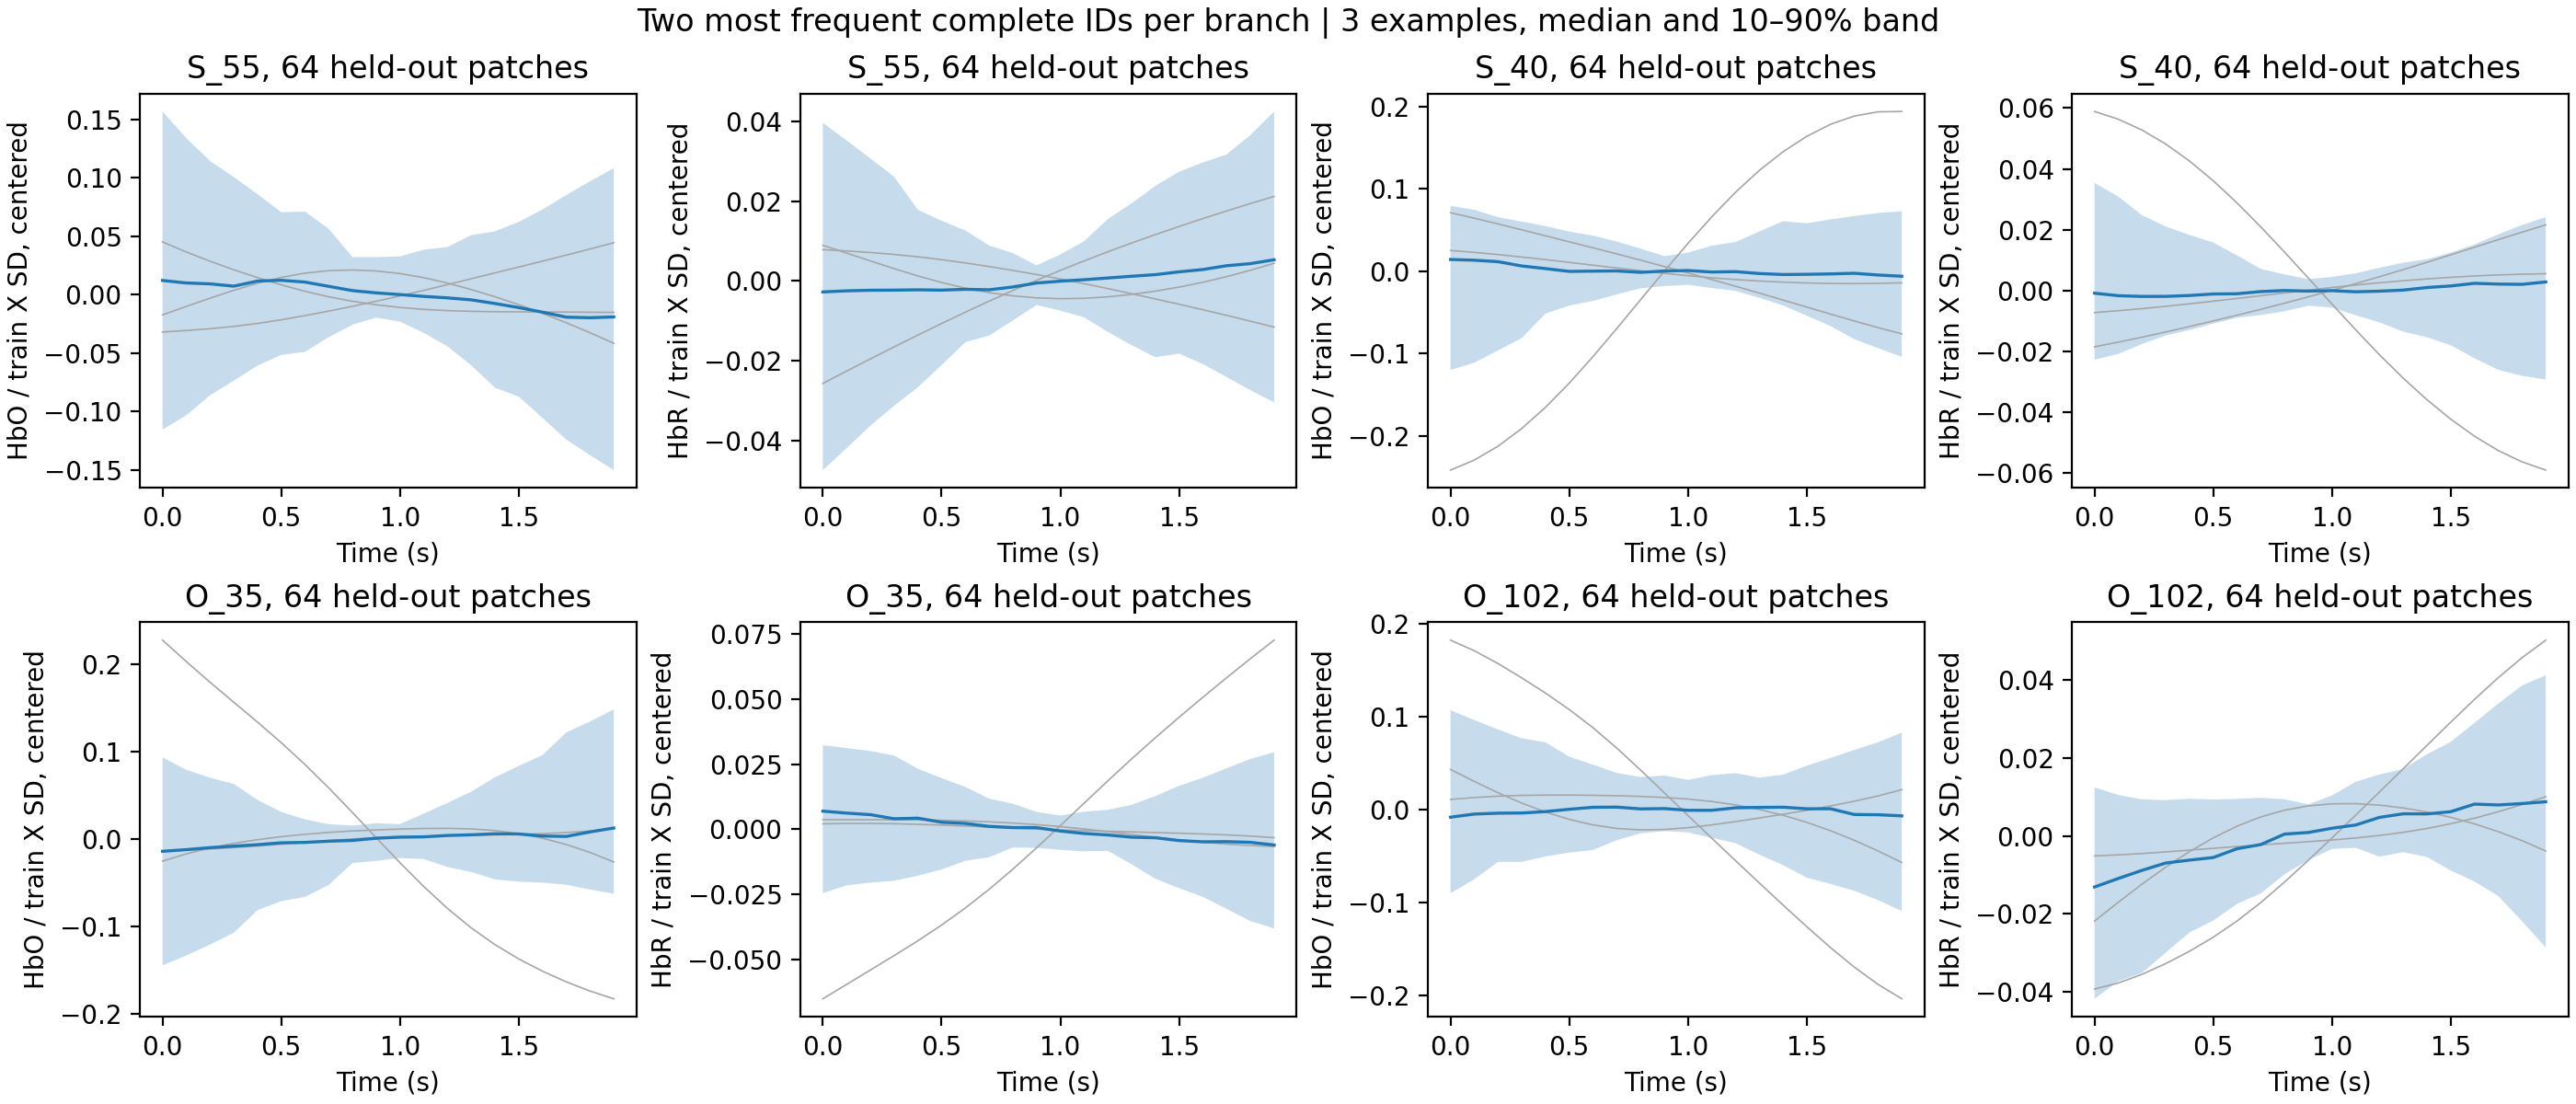 Two most frequent complete IDs per branch | 3 examples, median and 10–90% band
S_55, 64 held-out patches
HbO / train X SD, centered
0.15
0.10
0.05
0.00
−0.05
−0.10
−0.15
0.0 0.5 1.0 1.5
Time (s)
S_55, 64 held-out patches
HbR / train X SD, centered
0.04
0.02
0.00
−0.02
−0.04
0.0 0.5 1.0 1.5
Time (s)
S_40, 64 held-out patches
HbO / train X SD, centered
0.2
0.1
0.0
−0.1
−0.2
0.0 0.5 1.0 1.5
Time (s)
S_40, 64 held-out patches
HbR / train X SD, centered
0.06
0.04
0.02
0.00
−0.02
−0.04
−0.06
0.0 0.5 1.0 1.5
Time (s)
O_35, 64 held-out patches
HbO / train X SD, centered
0.2
0.1
0.0
−0.1
−0.2
0.0 0.5 1.0 1.5
Time (s)
O_35, 64 held-out patches
HbR / train X SD, centered
0.075
0.050
0.025
0.000
−0.025
−0.050
0.0 0.5 1.0 1.5
Time (s)
O_102, 64 held-out patches
HbO / train X SD, centered
0.2
0.1
0.0
−0.1
−0.2
0.0 0.5 1.0 1.5
Time (s)
O_102, 64 held-out patches
HbR / train X SD, centered
0.04
0.02
0.00
−0.02
−0.04
0.0 0.5 1.0 1.5
Time (s)